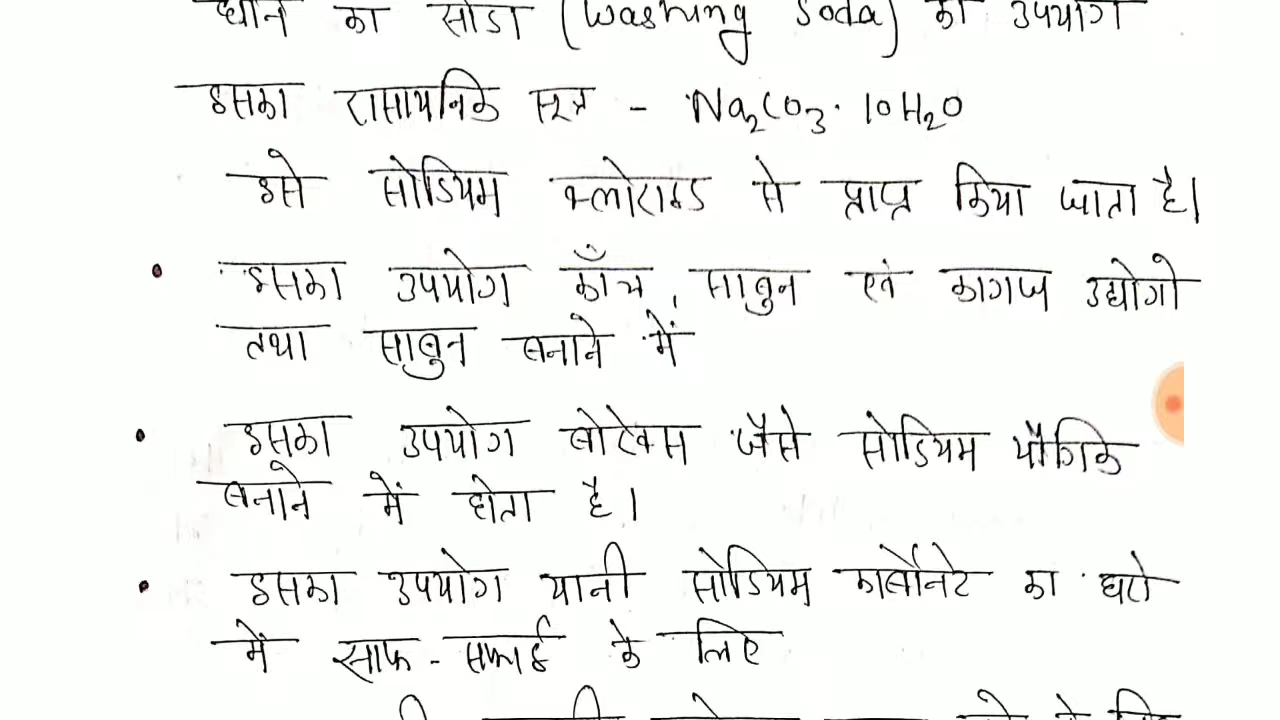 धोने का सोडा (Washing Soda) का उपयोग
इसका रासायनिक सूत्र - Na₂CO₃·10H₂O
इसे सोडियम क्लोराइड से प्राप्त किया जाता है।
• इसका उपयोग काँच, साबुन एवं कागज उद्योगो
तथा साबुन बनाने में
• इसका उपयोग बोरेक्स जैसे सोडियम यौगिक
बनाने में होता है।
• इसका उपयोग यानी सोडियम कार्बोनेट का घरो
में साफ-सफाई के लिए